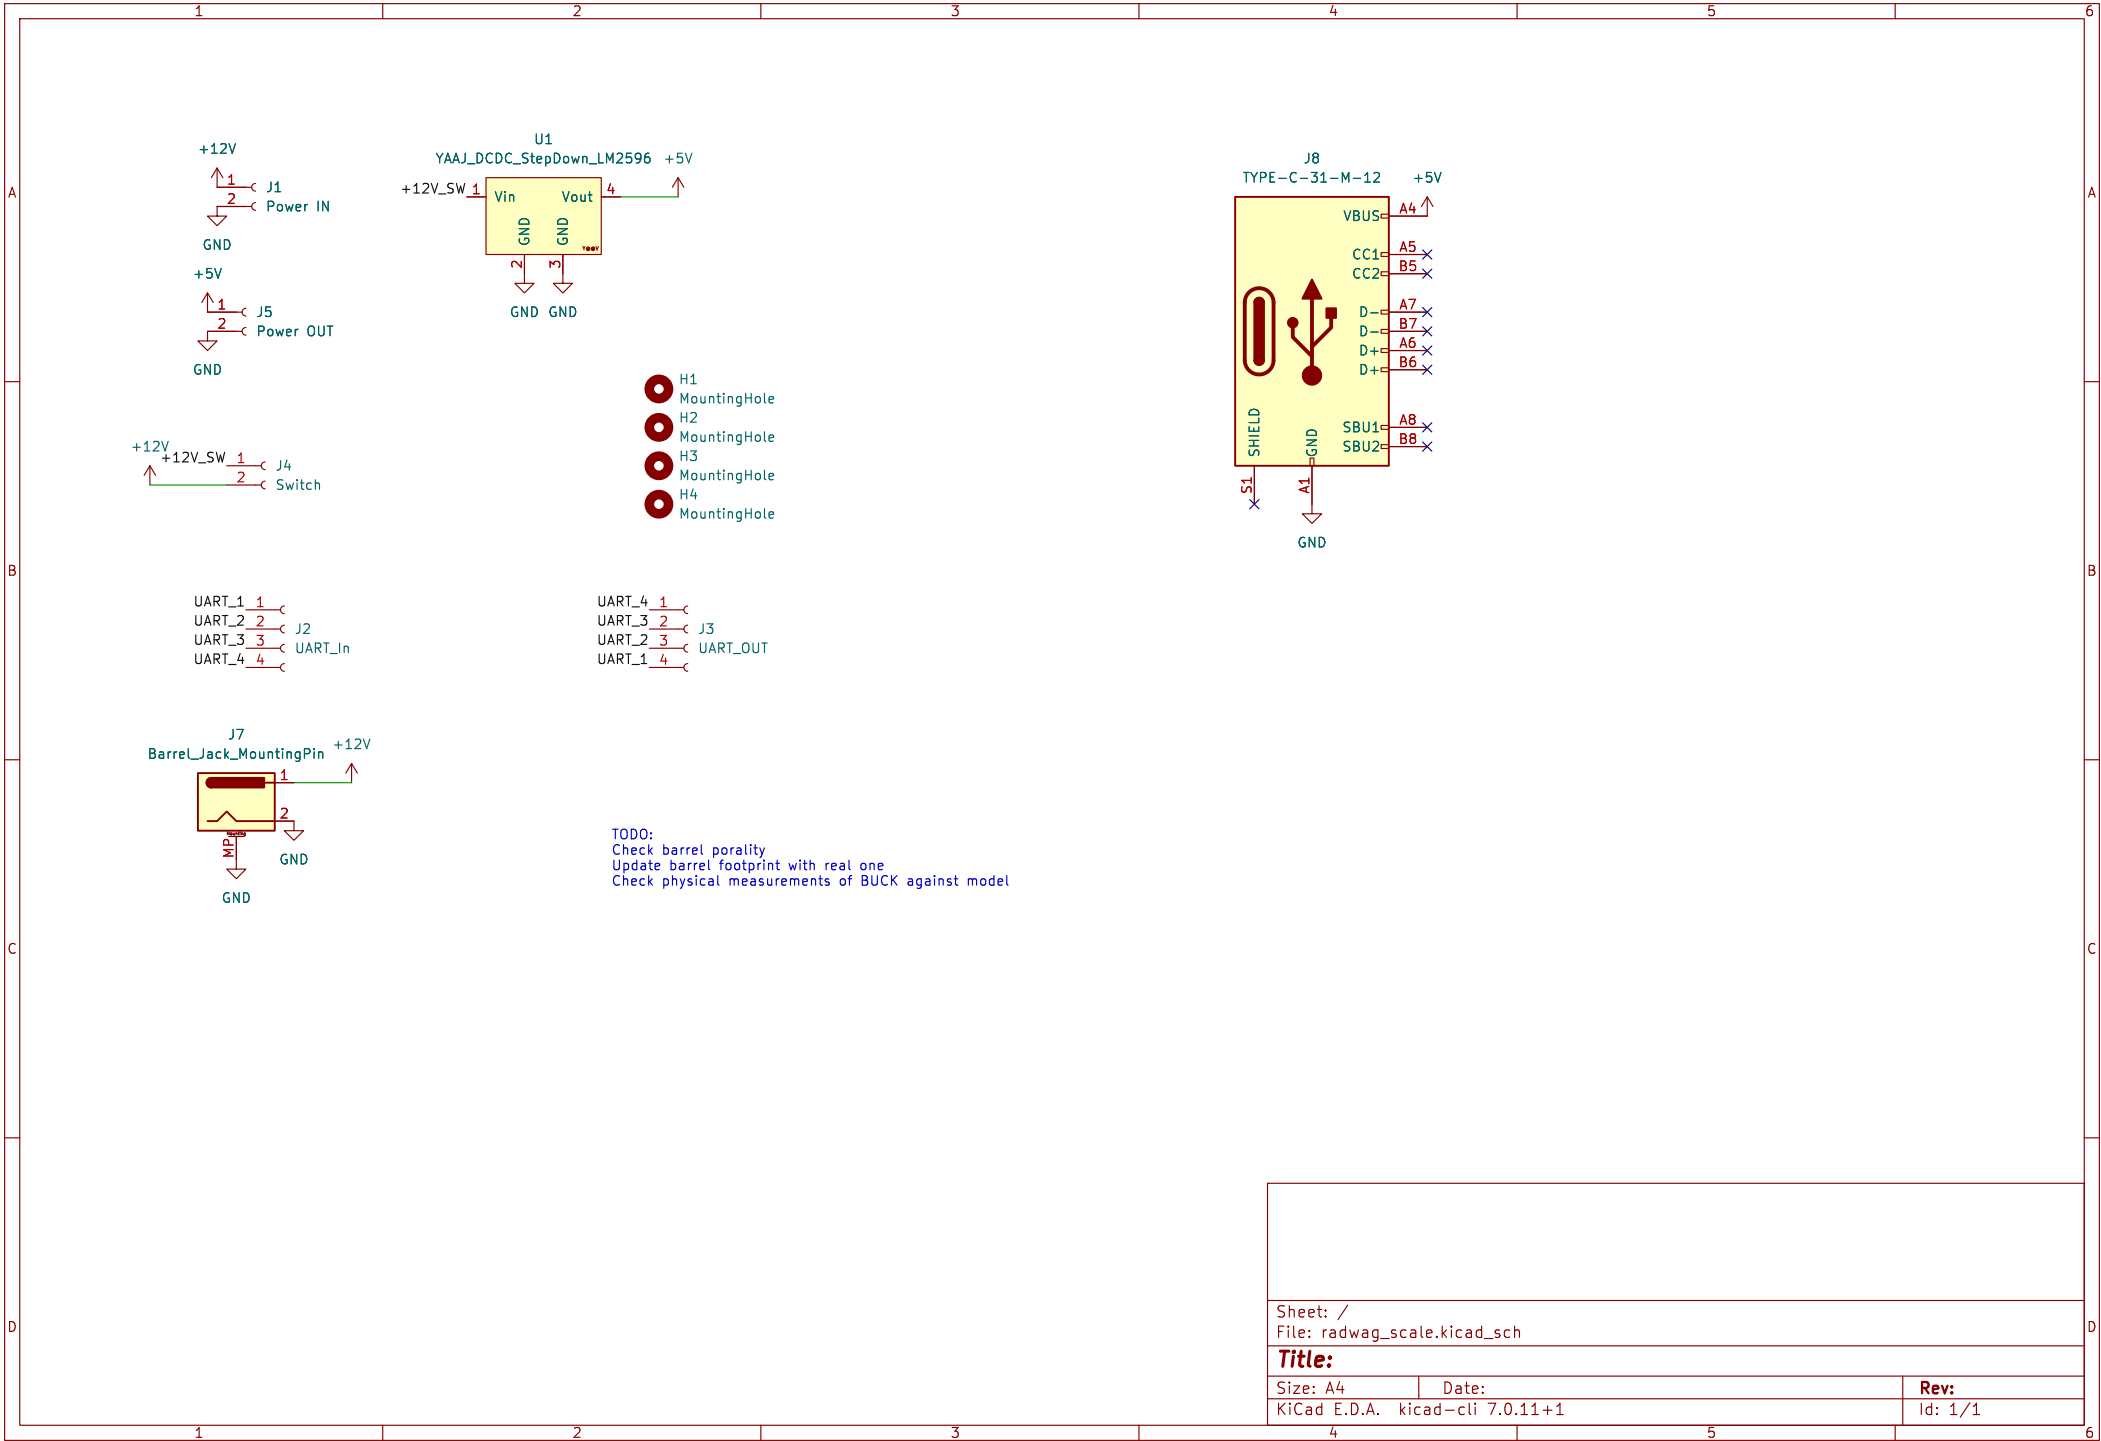 1 2 3 4 5 6
A
B
C
D
A
B
C
D
1 2 3 4 5 6
+12V
1
2
J1
Power IN
GND
+5V
1
2
J5
Power OUT
GND
U1
YAAJ_DCDC_StepDown_LM2596
+5V
+12V_SW
1
Vin
Vout
4
GND
GND
2
3
GND
GND
H1
MountingHole
H2
MountingHole
H3
MountingHole
H4
MountingHole
J8
TYPE-C-31-M-12
+5V
VBUS
A4
CC1
A5
CC2
B5
D-
A7
D-
B7
D+
A6
D+
B6
SBU1
A8
SBU2
B8
SHIELD
GND
S1
A1
GND
+12V
+12V_SW
1
2
J4
Switch
UART_1 1
UART_2 2
UART_3 3
UART_4 4
J2
UART_In
UART_4 1
UART_3 2
UART_2 3
UART_1 4
J3
UART_OUT
J7
Barrel_Jack_MountingPin
+12V
1
2
Mounting
MP
GND
GND
TODO:
Check barrel porality
Update barrel footprint with real one
Check physical measurements of BUCK against model
Sheet: /
File: radwag_scale.kicad_sch
Title:
Size: A4
Date:
Rev:
KiCad E.D.A. kicad-cli 7.0.11+1
Id: 1/1